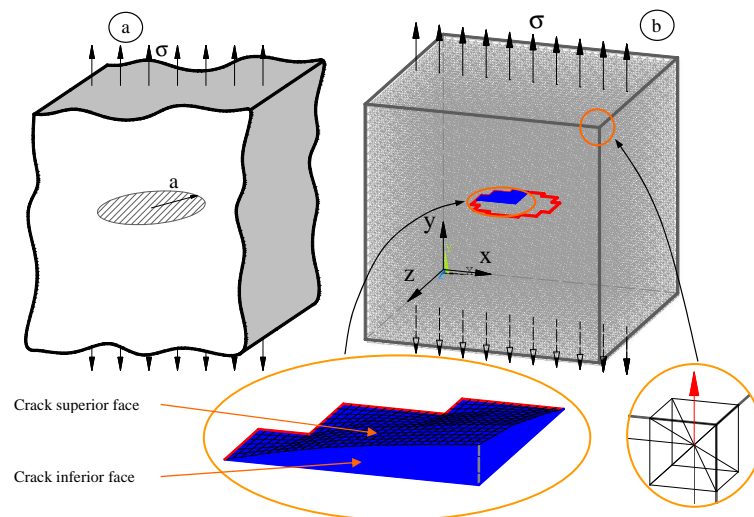 a
σ
a
σ
b
y
x
z
y
x
Crack superior face
Crack inferior face